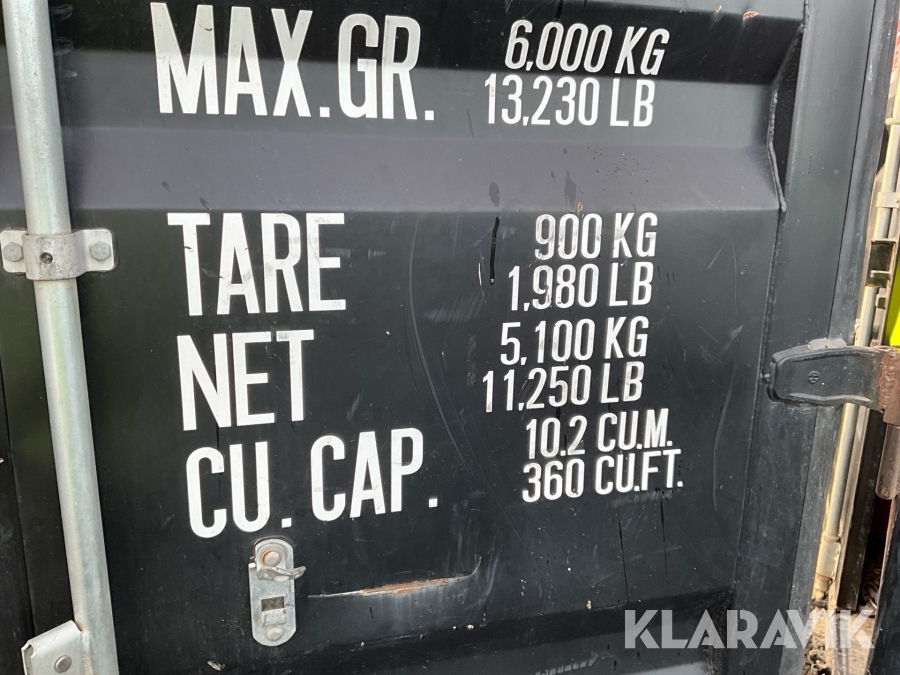 MAX.GR. 6,000 KG
13,230 LB
TARE 900 KG
1,980 LB
NET 5,100 KG
11,250 LB
CU. CAP. 10.2 CU.M.
360 CU.FT.
KLARAVIK